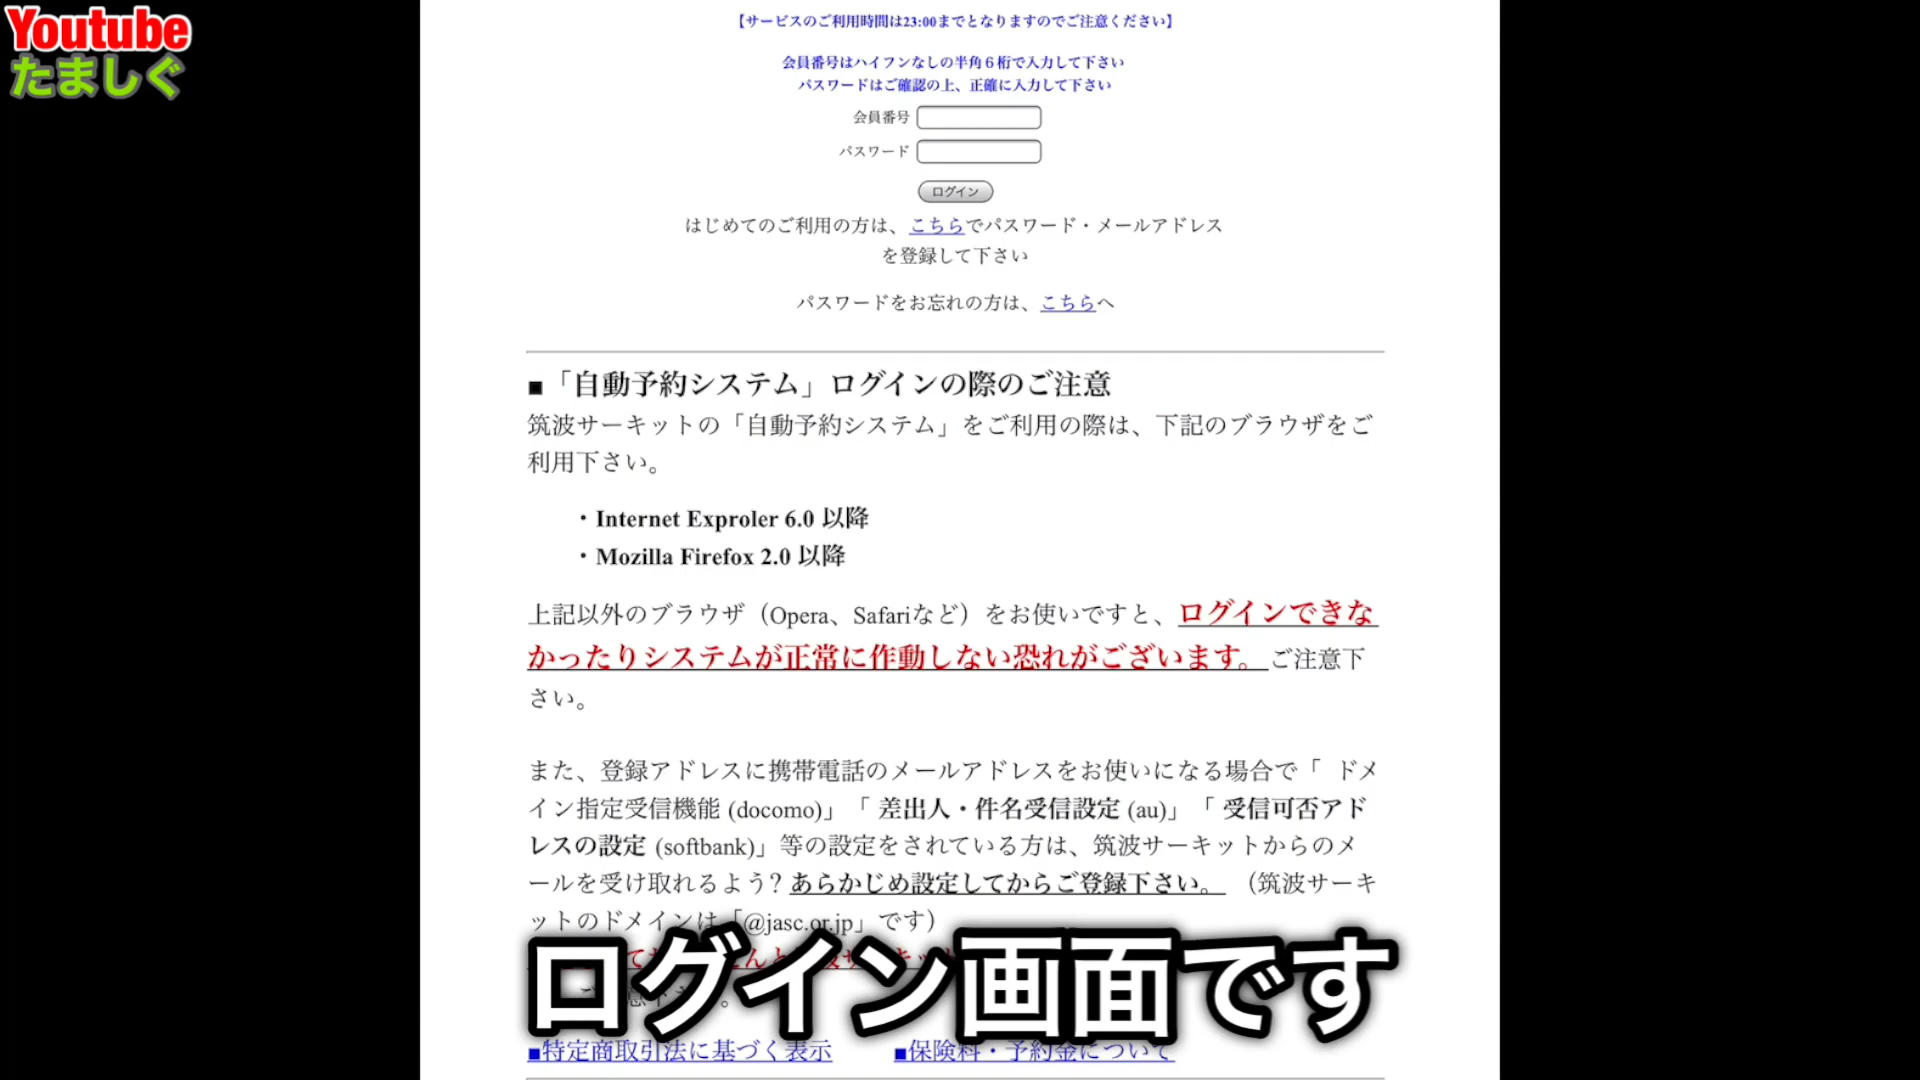 Youtube
たましぐ
【サービスのご利用時間は23:00までとなりますのでご注意ください】
会員番号はハイフンなしの半角６桁で入力して下さい
パスワードはご確認の上、正確に入力して下さい
会員番号
パスワード
ログイン
はじめてのご利用の方は、こちらでパスワード・メールアドレス
を登録して下さい
パスワードをお忘れの方は、こちらへ
■「自動予約システム」ログインの際のご注意
筑波サーキットの「自動予約システム」をご利用の際は、下記のブラウザをご
利用下さい。
・Internet Exproler 6.0 以降
・Mozilla Firefox 2.0 以降
上記以外のブラウザ（Opera、Safariなど）をお使いですと、ログインできな
かったりシステムが正常に作動しない恐れがございます。ご注意下
さい。
また、登録アドレスに携帯電話のメールアドレスをお使いになる場合で「 ドメ
イン指定受信機能 (docomo)」「 差出人・件名受信設定 (au)」「 受信可否アド
レスの設定 (softbank)」等の設定をされている方は、筑波サーキットからのメ
ールを受け取れるよう? あらかじめ設定してからご登録下さい。 （筑波サーキ
ットのドメインは「@jasc.or.jp」です）
ログイン画面です
■特定商取引法に基づく表示 ■保険料・予約金について